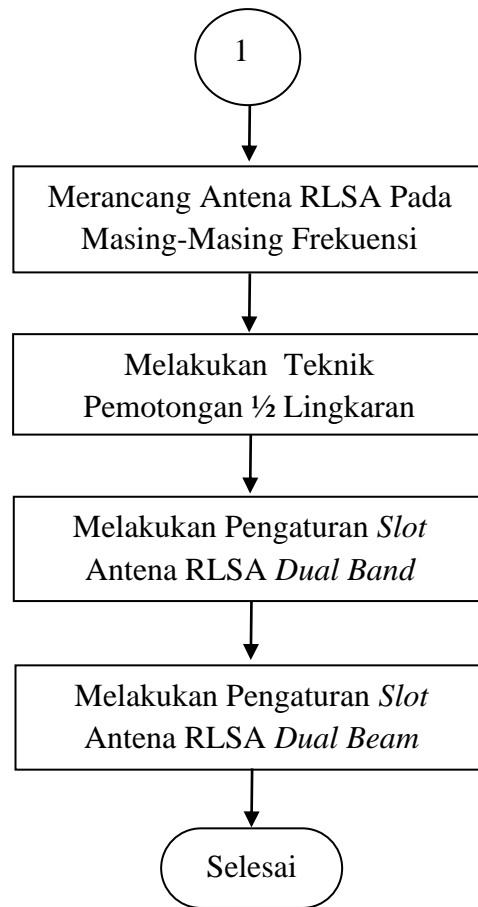 1
Merancang Antena RLSA Pada
Masing-Masing Frekuensi
Melakukan Teknik
Pemotongan ½ Lingkaran
Melakukan Pengaturan Slot
Antena RLSA Dual Band
Melakukan Pengaturan Slot
Antena RLSA Dual Beam
Selesai